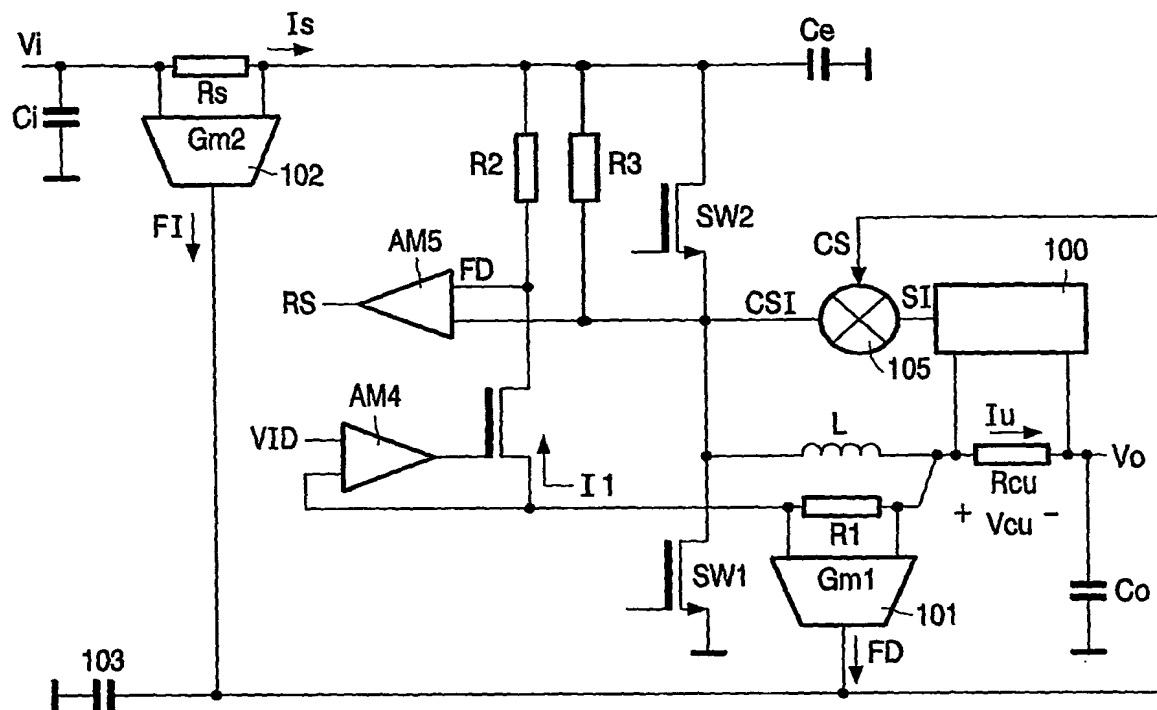 Vi
Is
Ce
Rs
Ci
Gm2
102
R2
R3
SW2
FI
AM5
FD
RS
CS
100
CSI
SI
105
AM4
VID
I1
L
Iu
Vo
Rcu
+ Vcu -
R1
SW1
Gm1
101
Co
FD
103